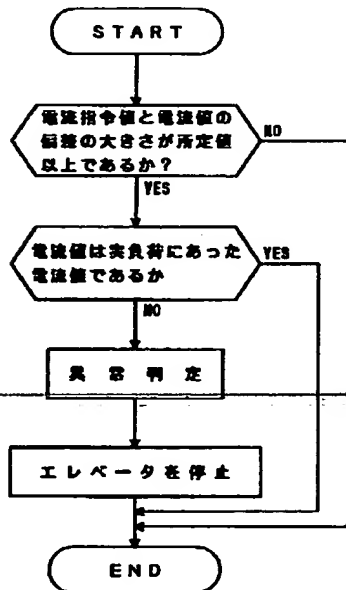 START
電流指令値と電流値の
偏差の大きさが所定値
以上であるか?
NO
YES
電流値は実負荷にあった
電流値であるか
YES
NO
異常判定
エレベータを停止
END